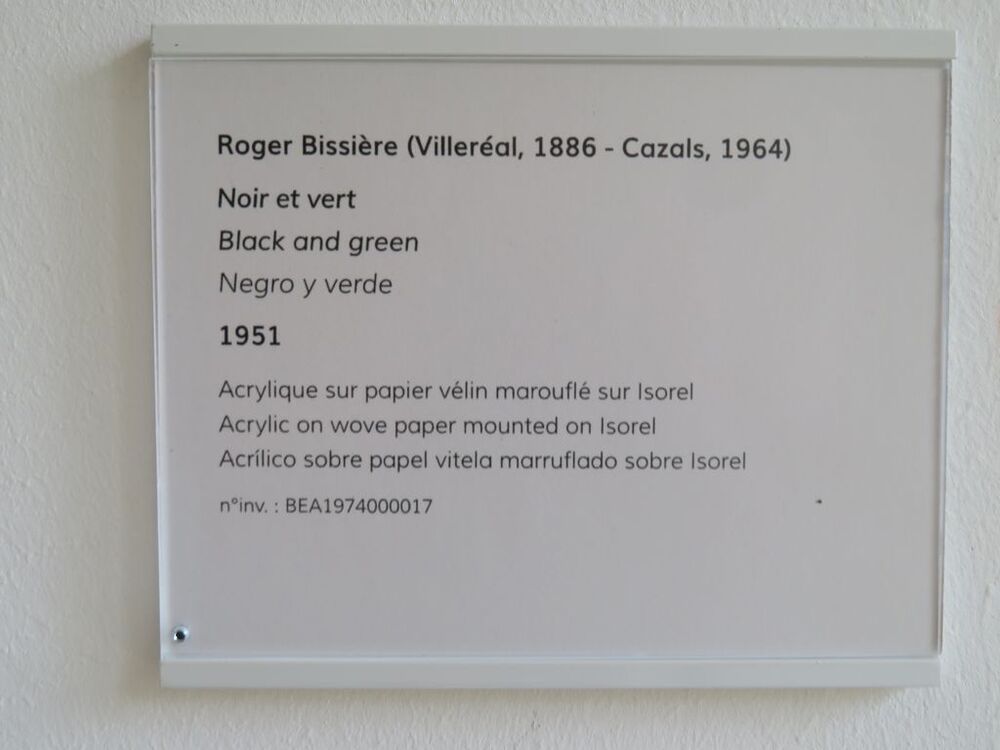 Roger Bissière (Villeréal, 1886 - Cazals, 1964)
Noir et vert
Black and green
Negro y verde
1951
Acrylique sur papier vélin marouflé sur Isorel
Acrylic on wove paper mounted on Isorel
Acrílico sobre papel vitela marruflado sobre Isorel
n°inv. : BEA1974000017